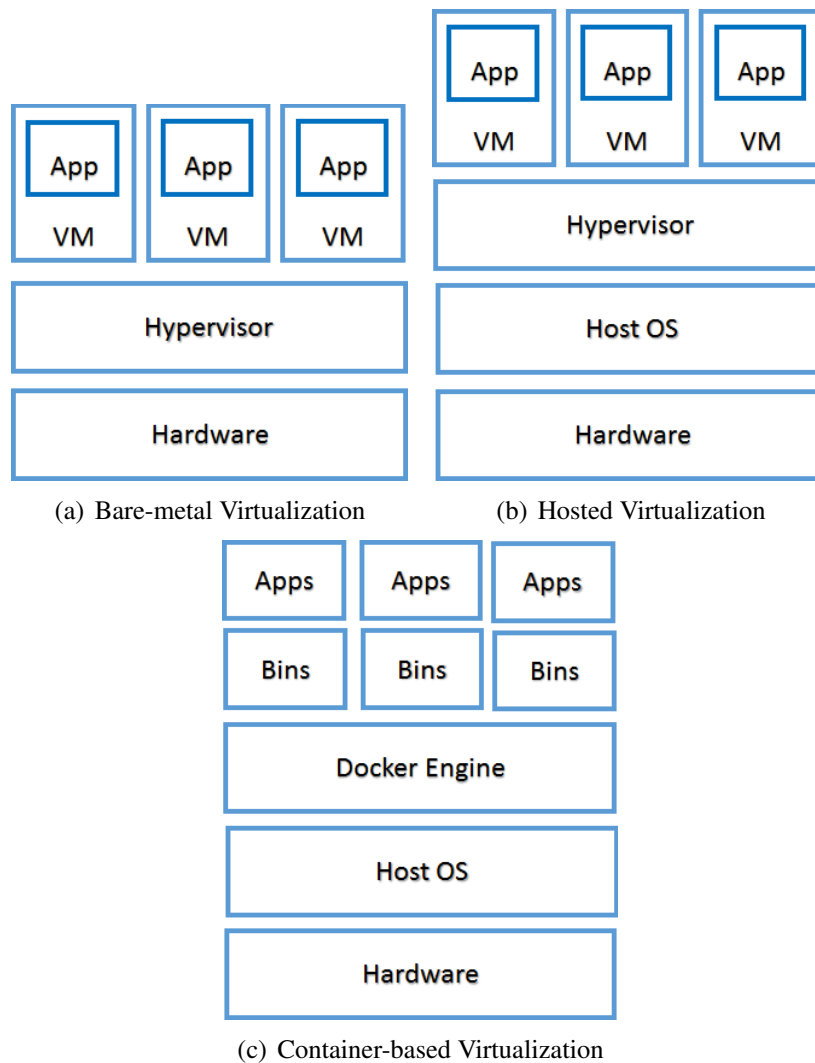 App App App
VM VM VM
Hypervisor
Hardware
(a) Bare-metal Virtualization
App App App
VM VM VM
Hypervisor
Host OS
Hardware
(b) Hosted Virtualization
Apps Apps Apps
Bins Bins Bins
Docker Engine
Host OS
Hardware
(c) Container-based Virtualization